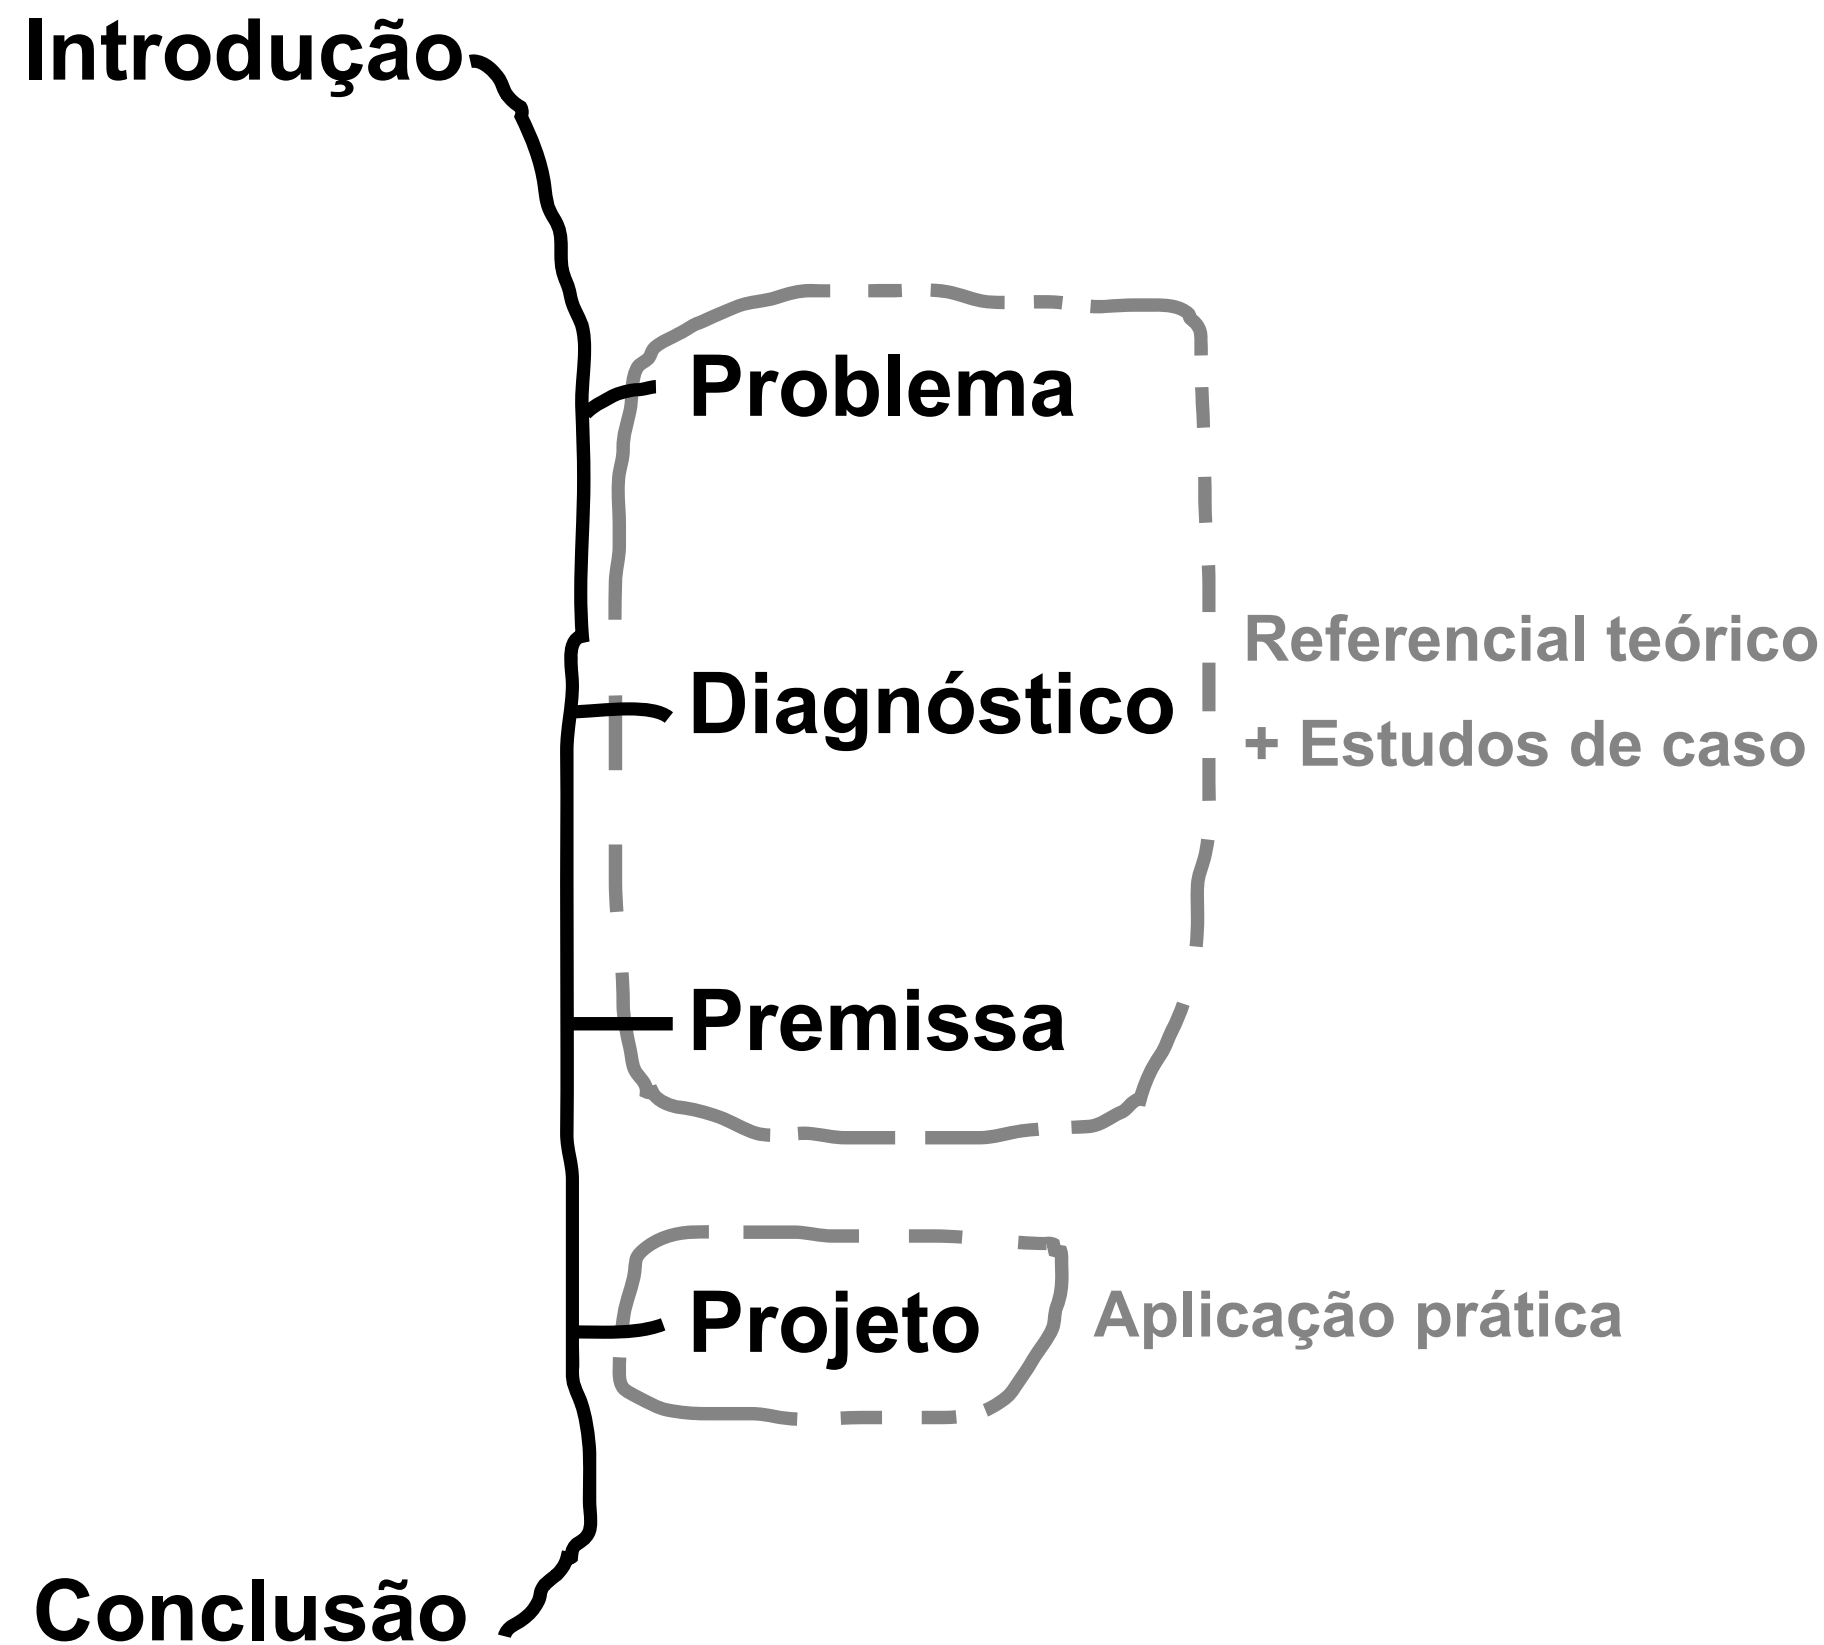 Introdução
Problema
Diagnóstico
Referencial teórico
+ Estudos de caso
Premissa
Projeto
Aplicação prática
Conclusão